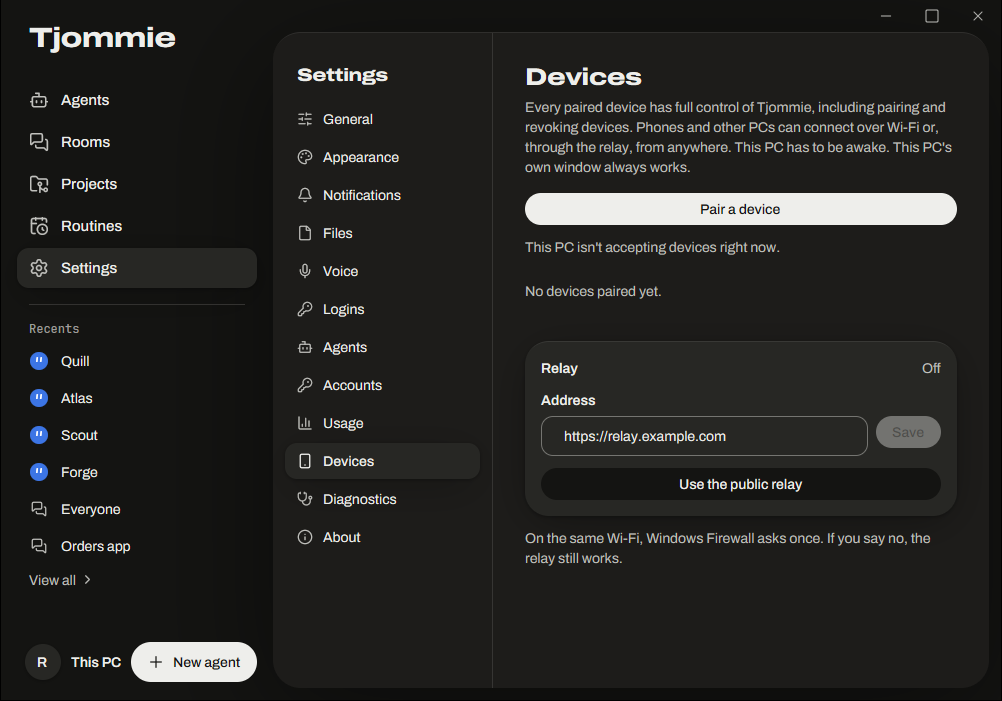 Tjommie
Agents
Rooms
Projects
Routines
Settings
Recents
Quill
Atlas
Scout
Forge
Everyone
Orders app
View all
R
This PC
New agent
Settings
General
Appearance
Notifications
Files
Voice
Logins
Agents
Accounts
Usage
Devices
Diagnostics
About
Devices
Every paired device has full control of Tjommie, including pairing and
revoking devices. Phones and other PCs can connect over Wi-Fi or,
through the relay, from anywhere. This PC has to be awake. This PC's
own window always works.
Pair a device
This PC isn't accepting devices right now.
No devices paired yet.
Relay
Off
Address
https://relay.example.com
Save
Use the public relay
On the same Wi-Fi, Windows Firewall asks once. If you say no, the
relay still works.